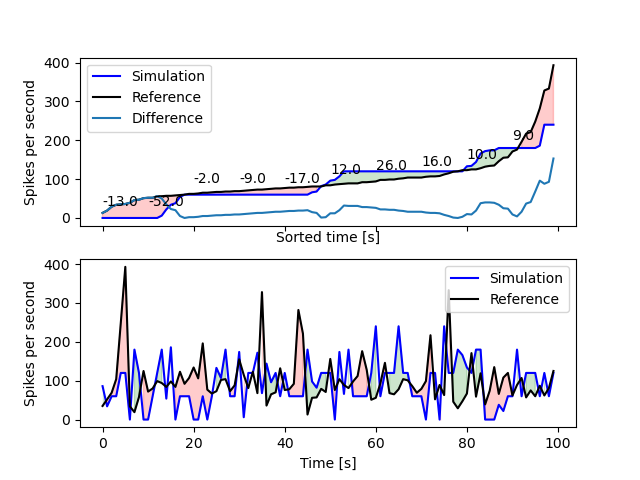 400
300
200
100
0
Spikes per second
Simulation
Reference
Difference
-13.0 -52.0 -2.0 -9.0 -17.0 12.0 26.0 16.0 10.0 9.0
Sorted time [s]
400
300
200
100
0
Spikes per second
Simulation
Reference
0 20 40 60 80 100
Time [s]